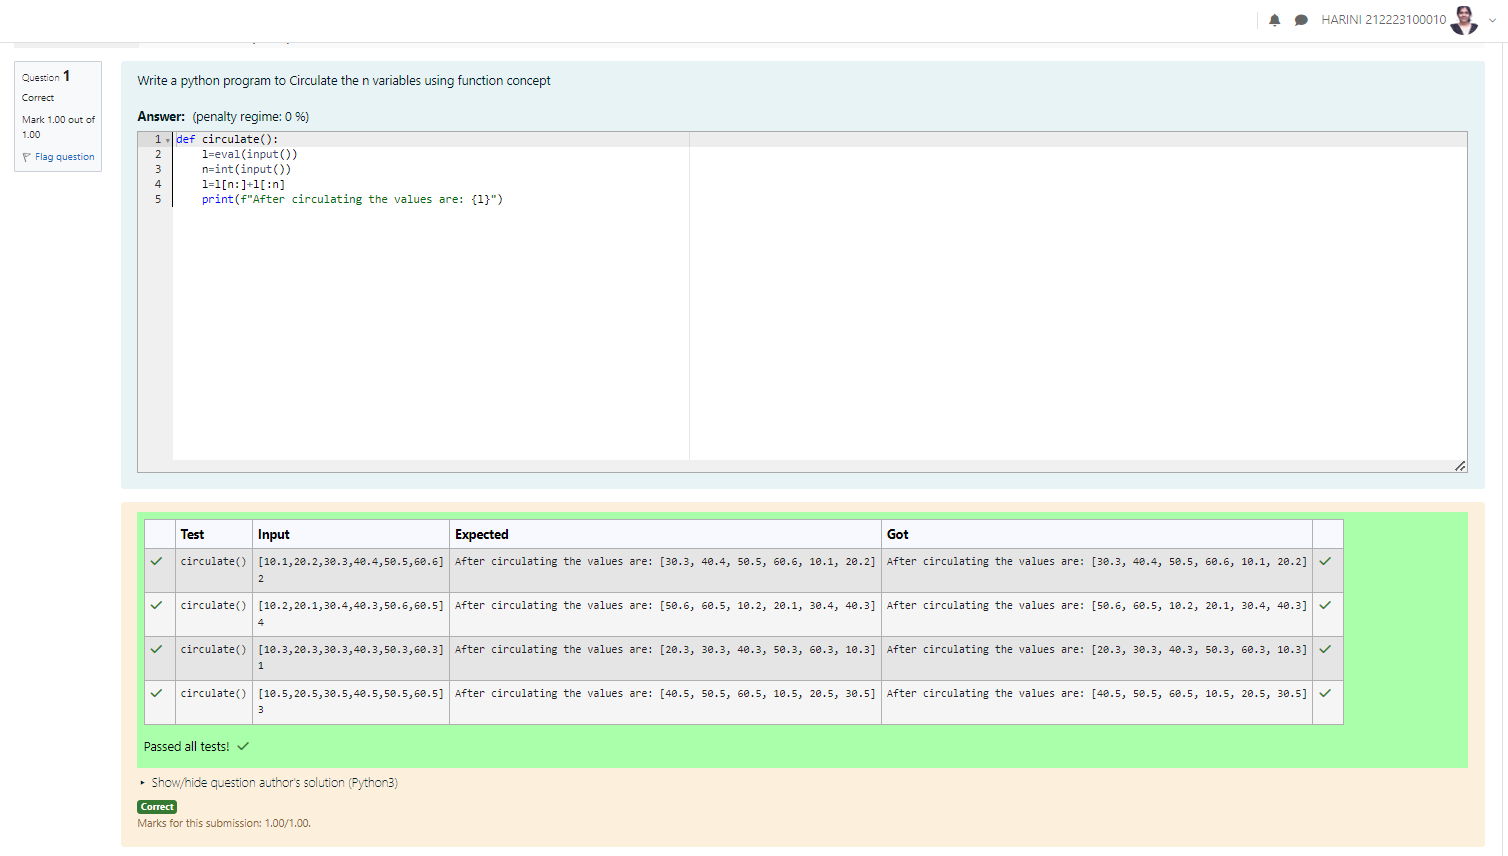 HARINI 212223100010
Question 1
Correct
Mark 1.00 out of
1.00
Flag question
Write a python program to Circulate the n variables using function concept
Answer: (penalty regime: 0 %)
1 def circulate():
2 l=eval(input())
3 n=int(input())
4 l=l[n:]+l[:n]
5 print(f"After circulating the values are: {l}")
Test Input Expected Got
circulate() [10.1,20.2,30.3,40.4,50.5,60.6] After circulating the values are: [30.3, 40.4, 50.5, 60.6, 10.1, 20.2] After circulating the values are: [30.3, 40.4, 50.5, 60.6, 10.1, 20.2]
2
circulate() [10.2,20.1,30.4,40.3,50.6,60.5] After circulating the values are: [50.6, 60.5, 10.2, 20.1, 30.4, 40.3] After circulating the values are: [50.6, 60.5, 10.2, 20.1, 30.4, 40.3]
4
circulate() [10.3,20.3,30.3,40.3,50.3,60.3] After circulating the values are: [20.3, 30.3, 40.3, 50.3, 60.3, 10.3] After circulating the values are: [20.3, 30.3, 40.3, 50.3, 60.3, 10.3]
1
circulate() [10.5,20.5,30.5,40.5,50.5,60.5] After circulating the values are: [40.5, 50.5, 60.5, 10.5, 20.5, 30.5] After circulating the values are: [40.5, 50.5, 60.5, 10.5, 20.5, 30.5]
3
Passed all tests!
Show/hide question author's solution (Python3)
Correct
Marks for this submission: 1.00/1.00.